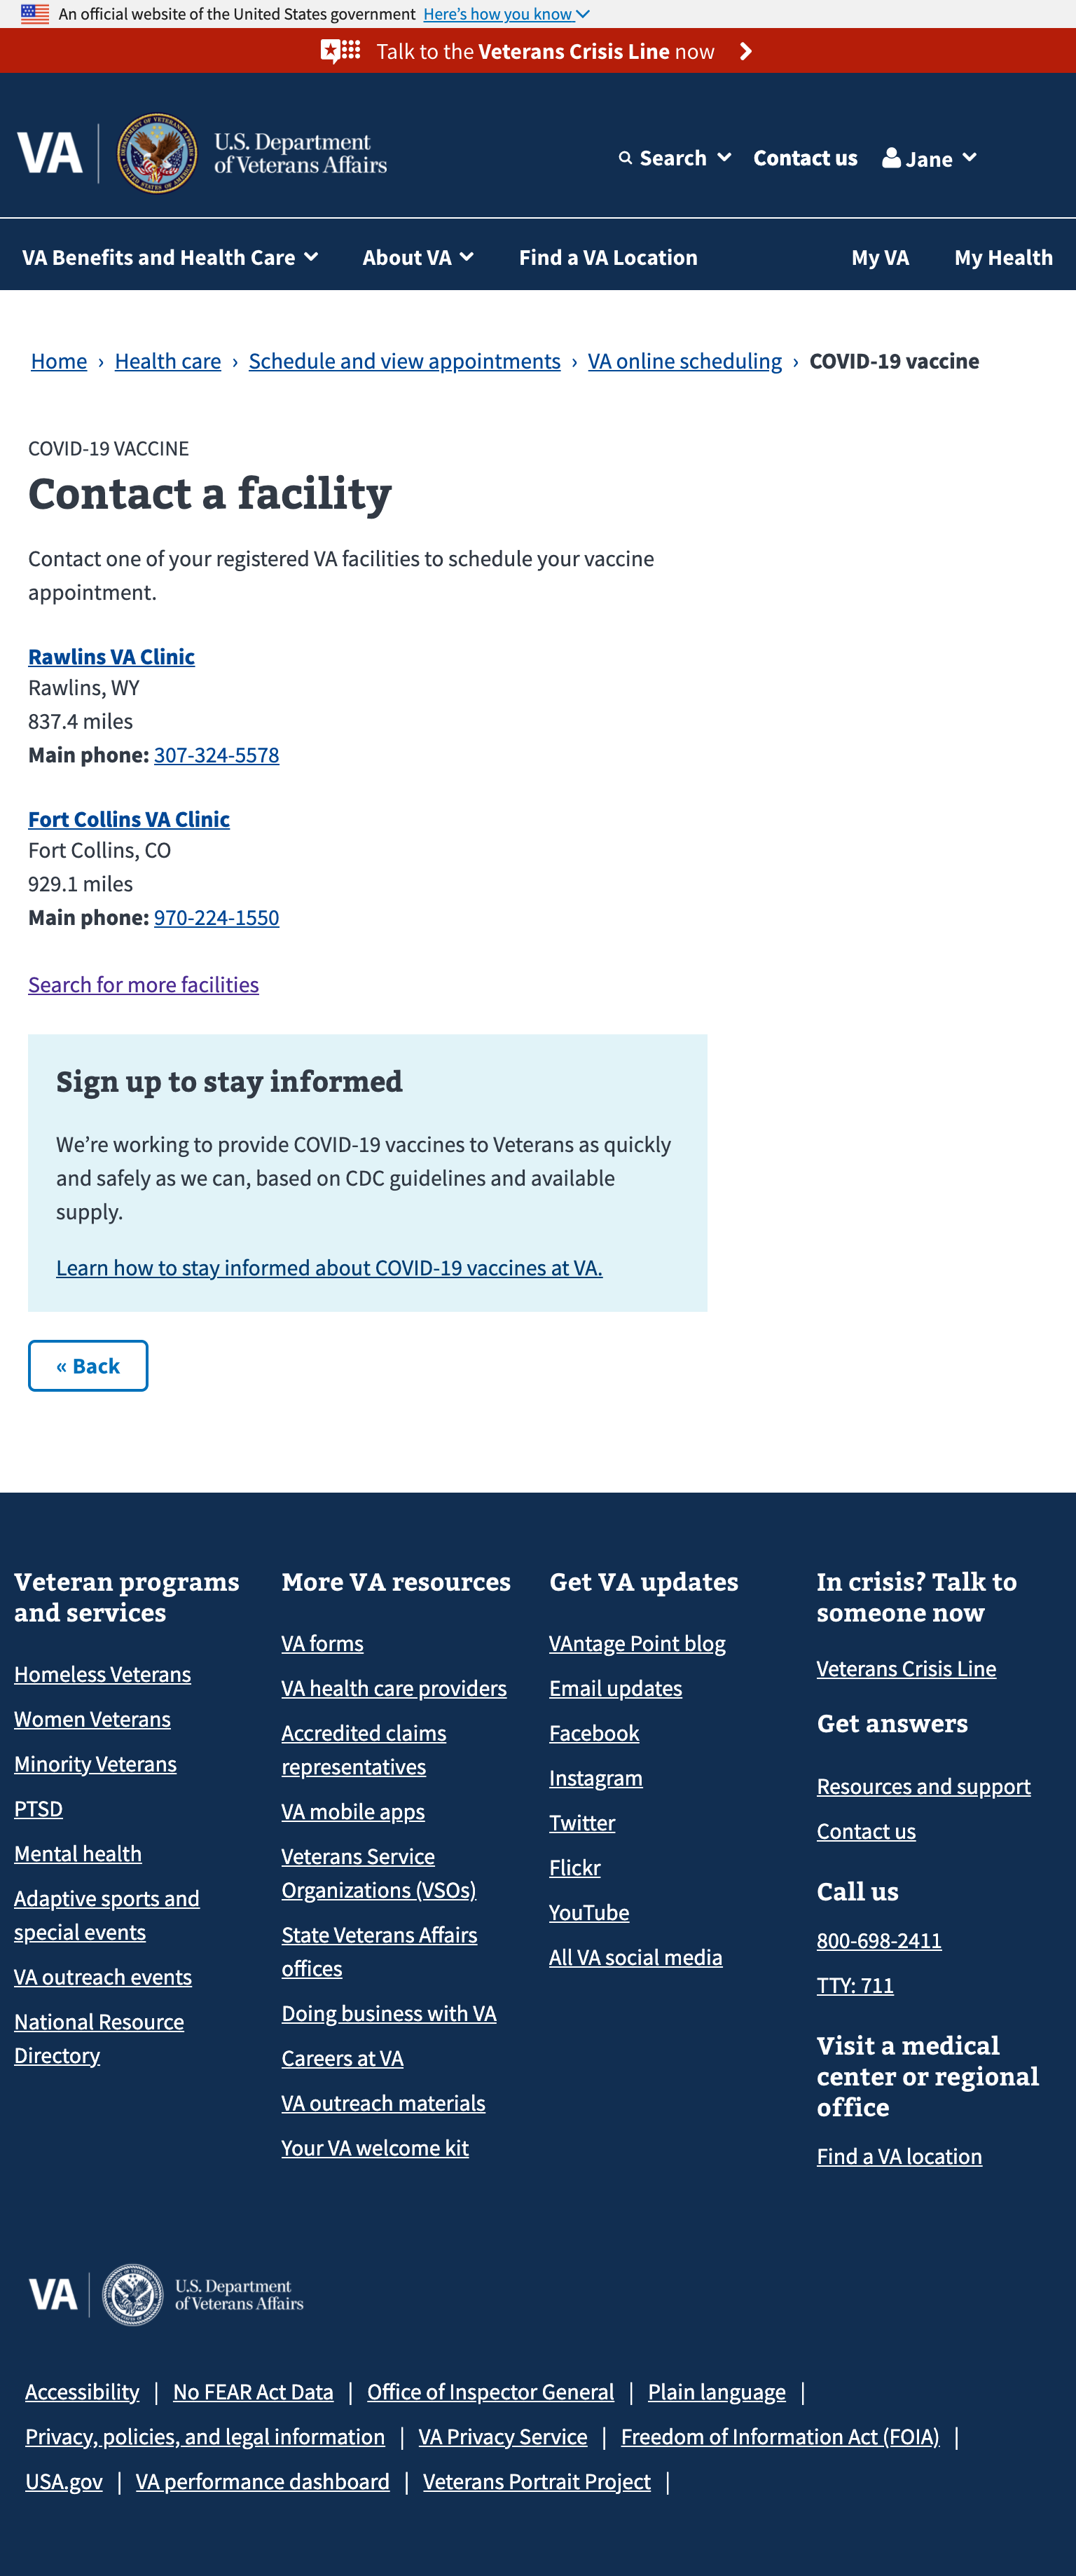 An official website of the United States government Here's how you know
Talk to the Veterans Crisis Line now
VA
U.S. Department
of Veterans Affairs
Search
Contact us
Jane
VA Benefits and Health Care
About VA
Find a VA Location
My VA
My Health
Home › Health care › Schedule and view appointments › VA online scheduling › COVID-19 vaccine
COVID-19 VACCINE
Contact a facility
Contact one of your registered VA facilities to schedule your vaccine
appointment.
Rawlins VA Clinic
Rawlins, WY
837.4 miles
Main phone: 307-324-5578
Fort Collins VA Clinic
Fort Collins, CO
929.1 miles
Main phone: 970-224-1550
Search for more facilities
Sign up to stay informed
We’re working to provide COVID-19 vaccines to Veterans as quickly
and safely as we can, based on CDC guidelines and available
supply.
Learn how to stay informed about COVID-19 vaccines at VA.
« Back
Veteran programs
and services
Homeless Veterans
Women Veterans
Minority Veterans
PTSD
Mental health
Adaptive sports and
special events
VA outreach events
National Resource
Directory
More VA resources
VA forms
VA health care providers
Accredited claims
representatives
VA mobile apps
Veterans Service
Organizations (VSOs)
State Veterans Affairs
offices
Doing business with VA
Careers at VA
VA outreach materials
Your VA welcome kit
Get VA updates
VAntage Point blog
Email updates
Facebook
Instagram
Twitter
Flickr
YouTube
All VA social media
In crisis? Talk to
someone now
Veterans Crisis Line
Get answers
Resources and support
Contact us
Call us
800-698-2411
TTY: 711
Visit a medical
center or regional
office
Find a VA location
VA
U.S. Department
of Veterans Affairs
Accessibility | No FEAR Act Data | Office of Inspector General | Plain language |
Privacy, policies, and legal information | VA Privacy Service | Freedom of Information Act (FOIA) |
USA.gov | VA performance dashboard | Veterans Portrait Project |